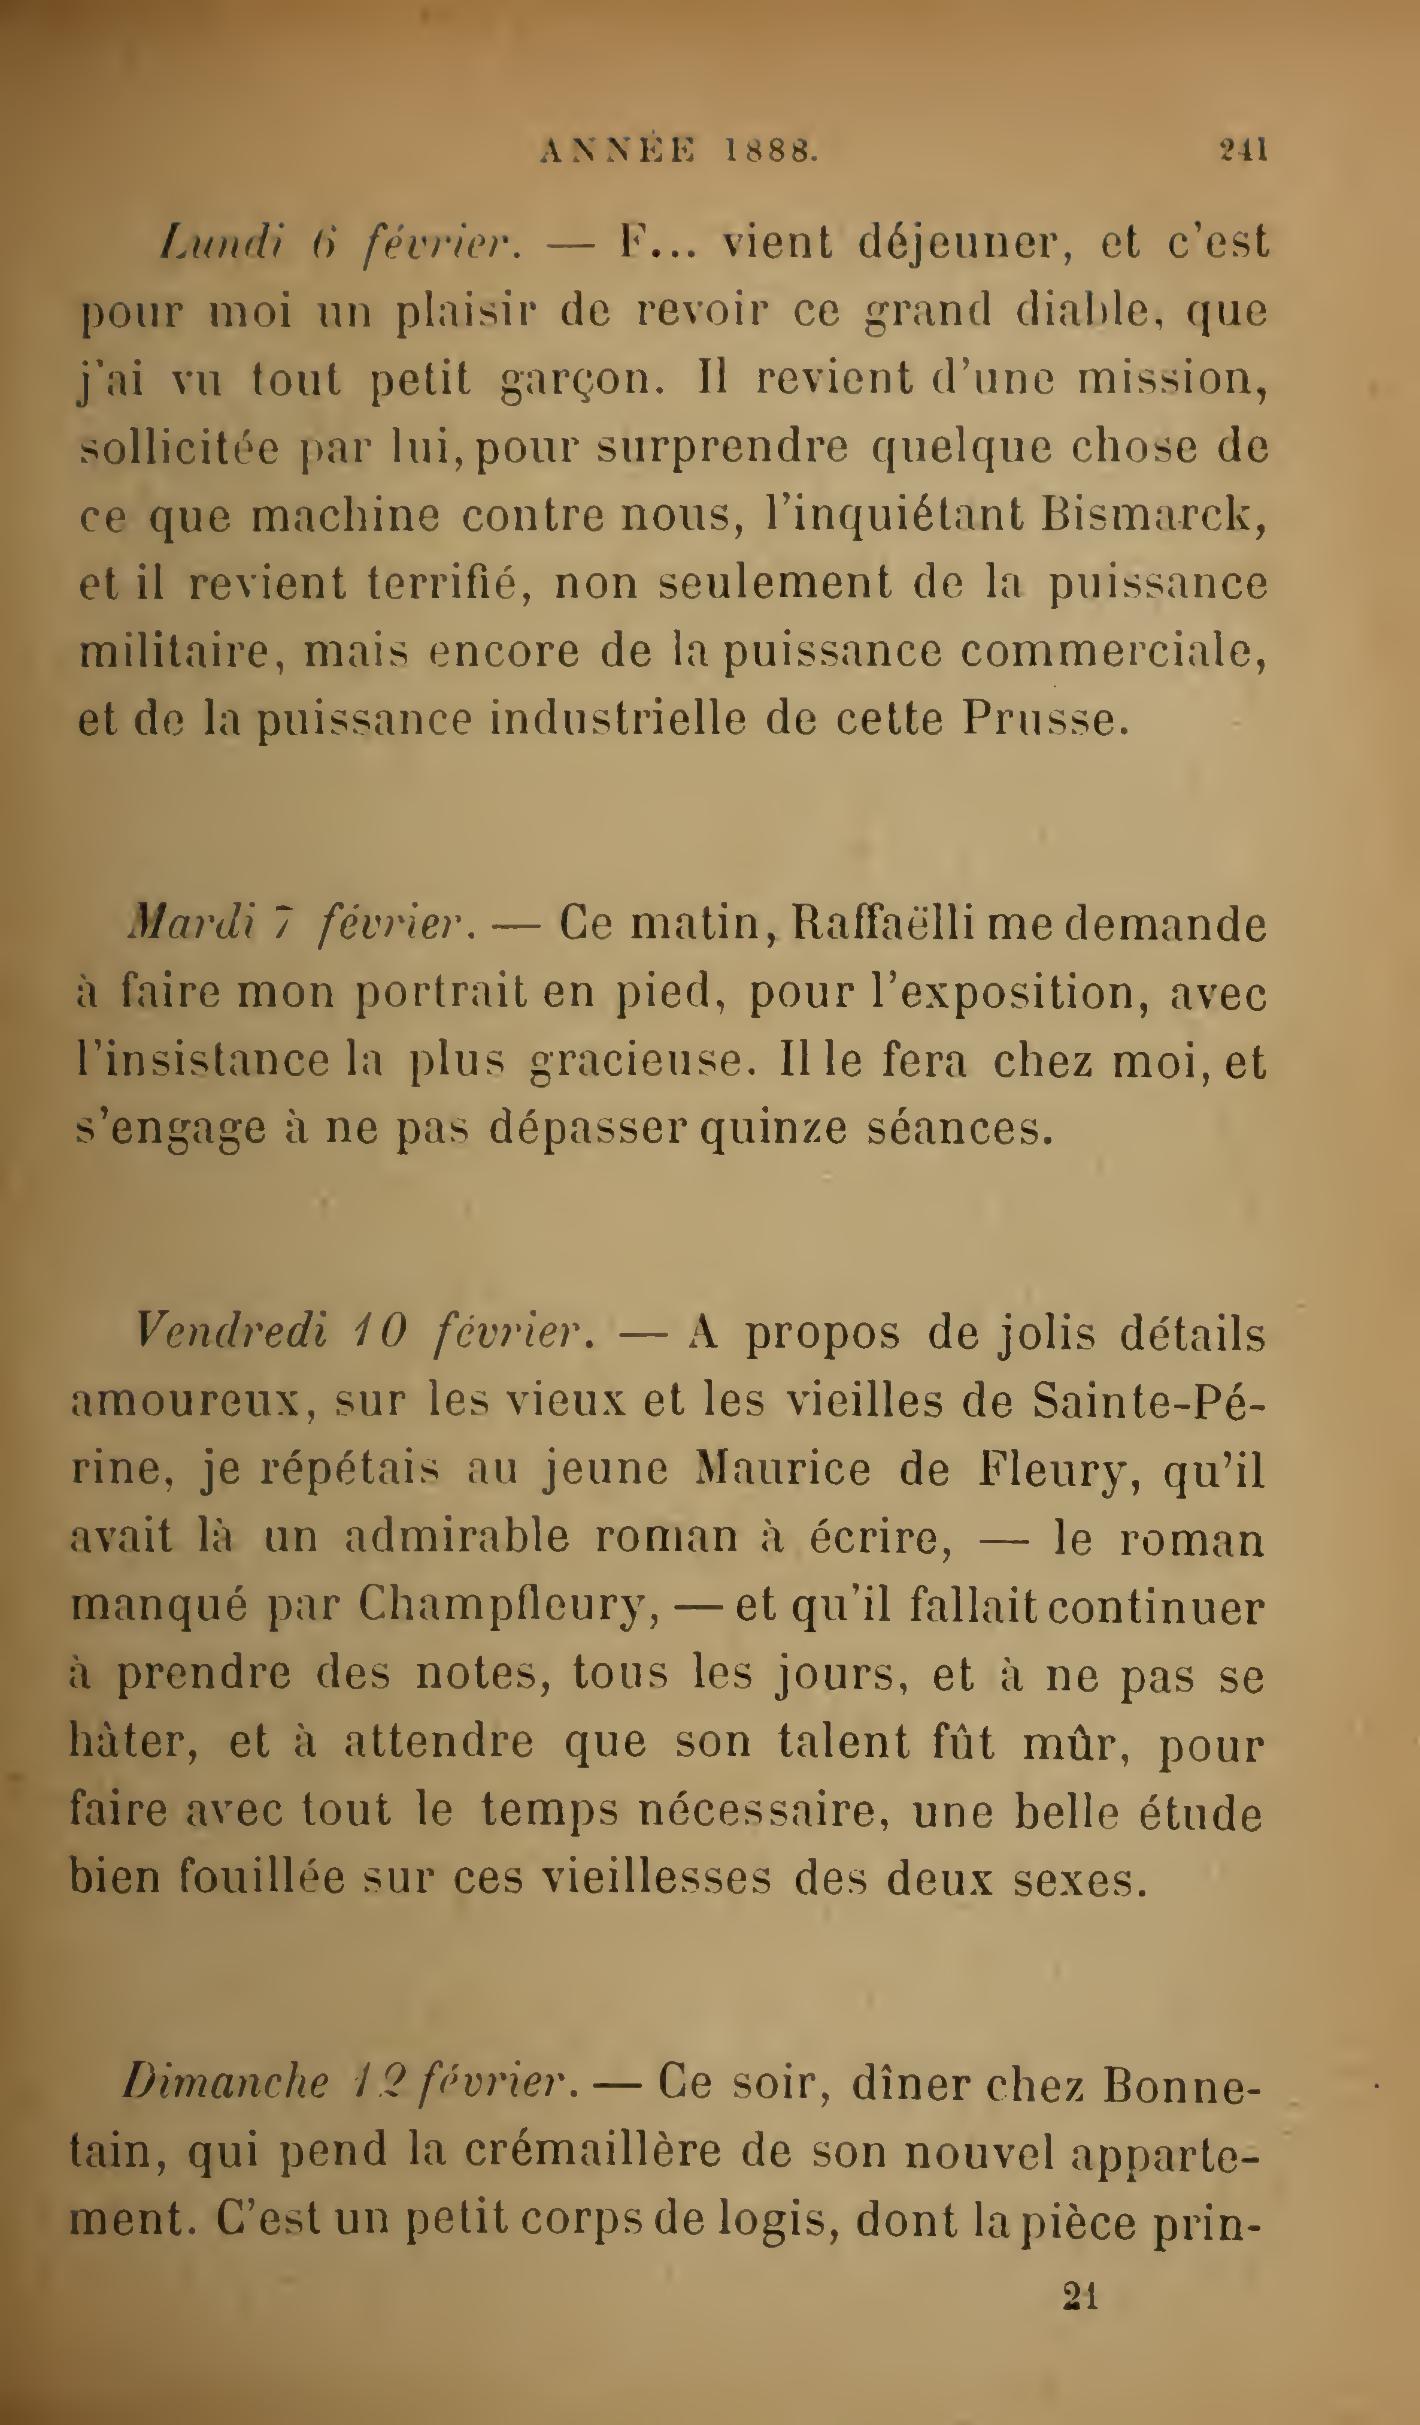 ANNÉE 1888. 241
Lundi 6 février. — F... vient déjeuner, et c'est
pour moi un plaisir de revoir ce grand diable, que
j'ai vu tout petit garçon. Il revient d'une mission,
sollicitée par lui, pour surprendre quelque chose de
ce que machine contre nous, l'inquiétant Bismarck,
et il revient terrifié, non seulement de la puissance
militaire, mais encore de la puissance commerciale,
et de la puissance industrielle de cette Prusse.
Mardi 7 février. — Ce matin, Raffaëlli me demande
à faire mon portrait en pied, pour l'exposition, avec
l'insistance la plus gracieuse. Il le fera chez moi, et
s'engage à ne pas dépasser quinze séances.
Vendredi 10 février. — A propos de jolis détails
amoureux, sur les vieux et les vieilles de Sainte-Pé-
rine, je répétais au jeune Maurice de Fleury, qu'il
avait là un admirable roman à écrire, — le roman
manqué par Champfleury, — et qu'il fallait continuer
à prendre des notes, tous les jours, et à ne pas se
hâter, et à attendre que son talent fût mûr, pour
faire avec tout le temps nécessaire, une belle étude
bien fouillée sur ces vieillesses des deux sexes.
Dimanche 12 février. — Ce soir, dîner chez Bonne-
tain, qui pend la crémaillère de son nouvel apparte-
ment. C'est un petit corps de logis, dont la pièce prin-
21